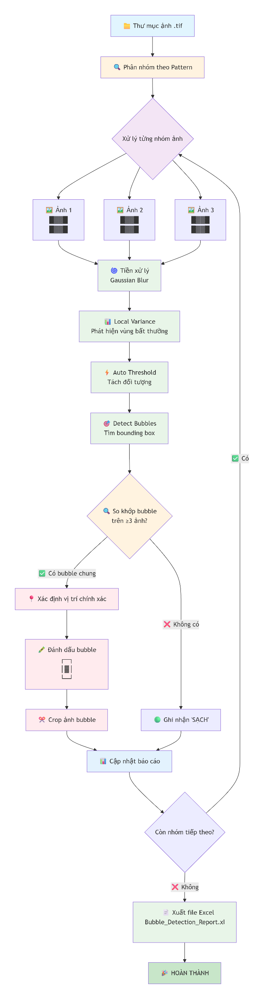 Thư mục ảnh .tif
Phân nhóm theo Pattern
Xử lý từng nhóm ảnh
Ảnh 1
Ảnh 2
Ảnh 3
Tiền xử lý
Gaussian Blur
Local Variance
Phát hiện vùng bất thường
Auto Threshold
Tách đối tượng
Detect Bubbles
Tìm bounding box
✅ Có
So khớp bubble
trên ≥3 ảnh?
✅ Có bubble chung
Xác định vị trí chính xác
❌ Không có
Đánh dấu bubble
Crop ảnh bubble
Ghi nhận 'SẠCH'
Cập nhật báo cáo
Còn nhóm tiếp theo?
❌ Không
Xuất file Excel
Bubble_Detection_Report.xl
HOÀN THÀNH